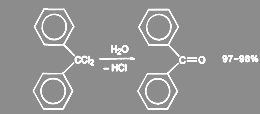 CCl₂
H₂O
– HCl
C=O
97–98%